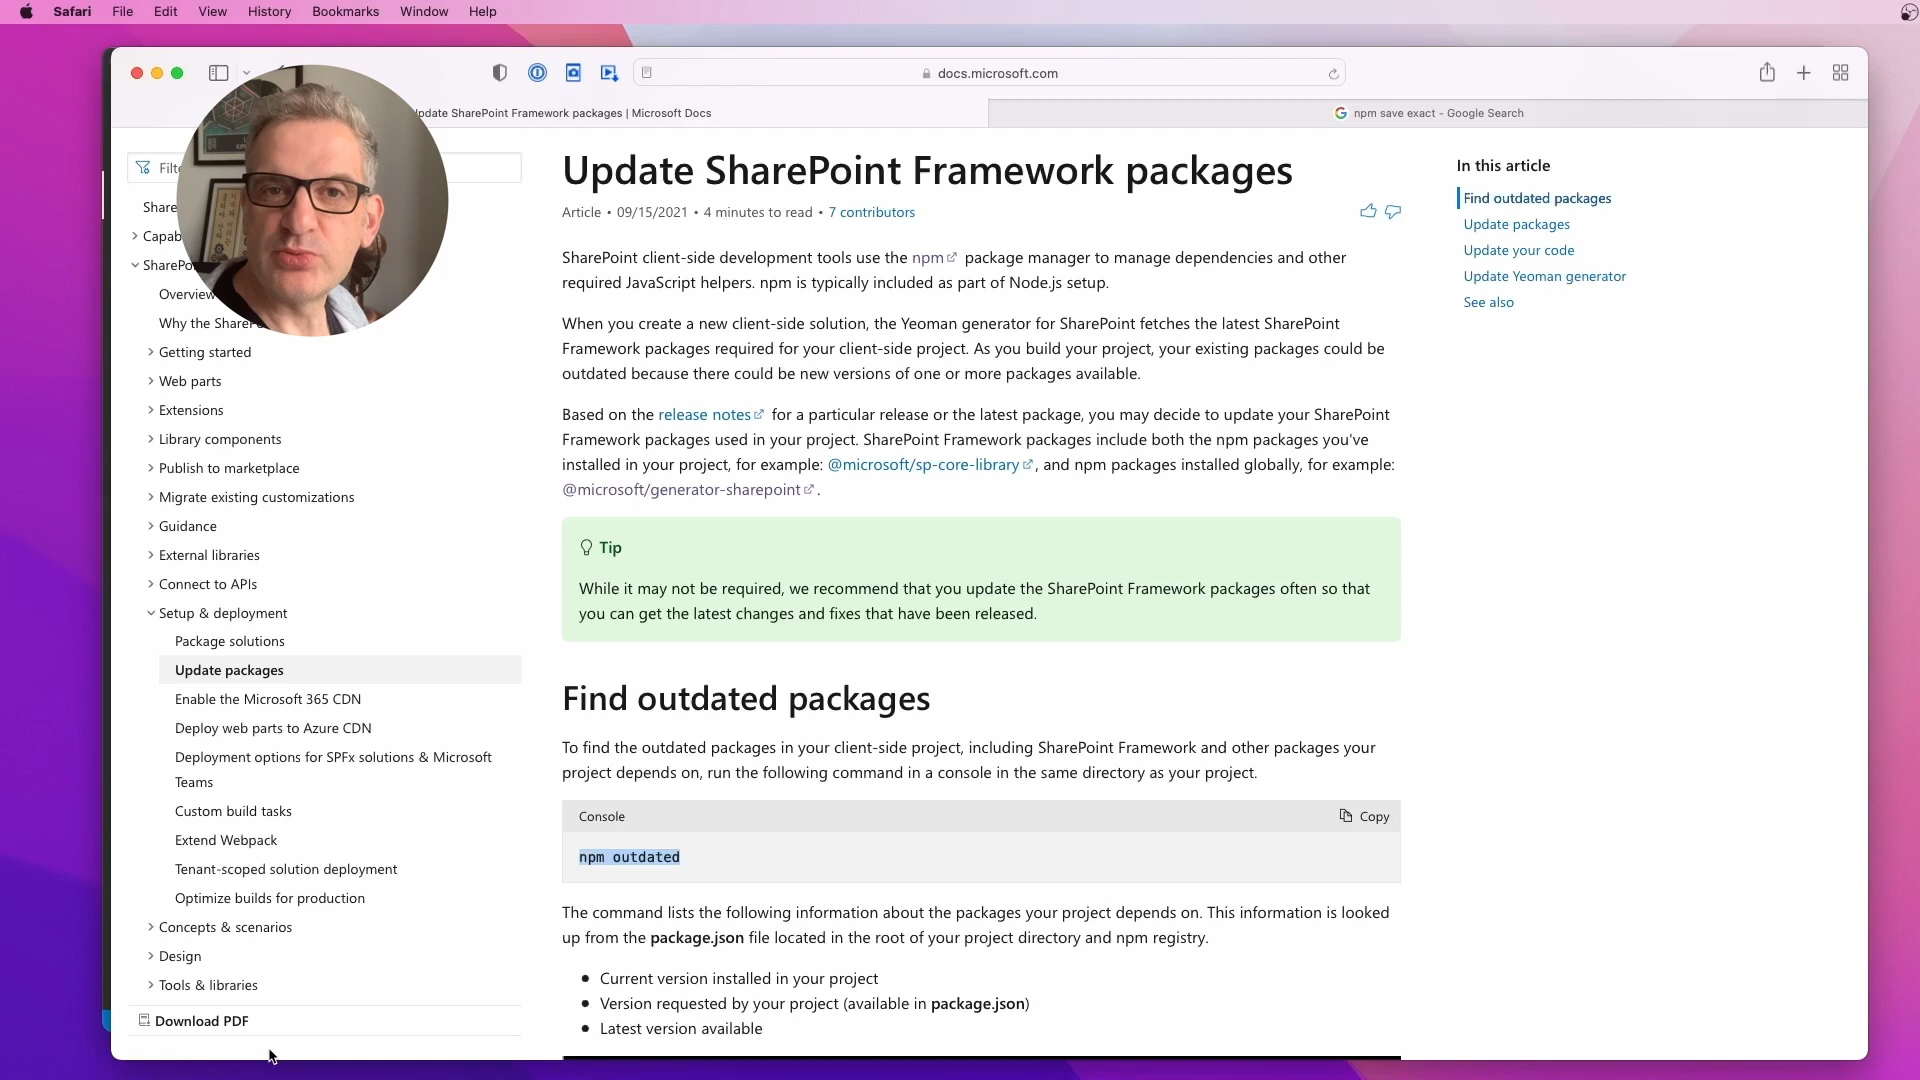 Safari File Edit View History Bookmarks Window Help
docs.microsoft.com
Update SharePoint Framework packages | Microsoft Docs
npm save exact - Google Search
Share
Capab
Overview
Why the Share
Getting started
Web parts
Extensions
Library components
Publish to marketplace
Migrate existing customizations
Guidance
External libraries
Connect to APIs
Setup & deployment
Package solutions
Update packages
Enable the Microsoft 365 CDN
Deploy web parts to Azure CDN
Deployment options for SPFx solutions & Microsoft
Teams
Custom build tasks
Extend Webpack
Tenant-scoped solution deployment
Optimize builds for production
Concepts & scenarios
Design
Tools & libraries
Download PDF
Update SharePoint Framework packages
Article • 09/15/2021 • 4 minutes to read • 7 contributors
SharePoint client-side development tools use the npm package manager to manage dependencies and other
required JavaScript helpers. npm is typically included as part of Node.js setup.
When you create a new client-side solution, the Yeoman generator for SharePoint fetches the latest SharePoint
Framework packages required for your client-side project. As you build your project, your existing packages could be
outdated because there could be new versions of one or more packages available.
Based on the release notes for a particular release or the latest package, you may decide to update your SharePoint
Framework packages used in your project. SharePoint Framework packages include both the npm packages you've
installed in your project, for example: @microsoft/sp-core-library, and npm packages installed globally, for example:
@microsoft/generator-sharepoint.
Tip
While it may not be required, we recommend that you update the SharePoint Framework packages often so that
you can get the latest changes and fixes that have been released.
Find outdated packages
To find the outdated packages in your client-side project, including SharePoint Framework and other packages your
project depends on, run the following command in a console in the same directory as your project.
Console
Copy
npm outdated
The command lists the following information about the packages your project depends on. This information is looked
up from the package.json file located in the root of your project directory and npm registry.
• Current version installed in your project
• Version requested by your project (available in package.json)
• Latest version available
In this article
Find outdated packages
Update packages
Update your code
Update Yeoman generator
See also